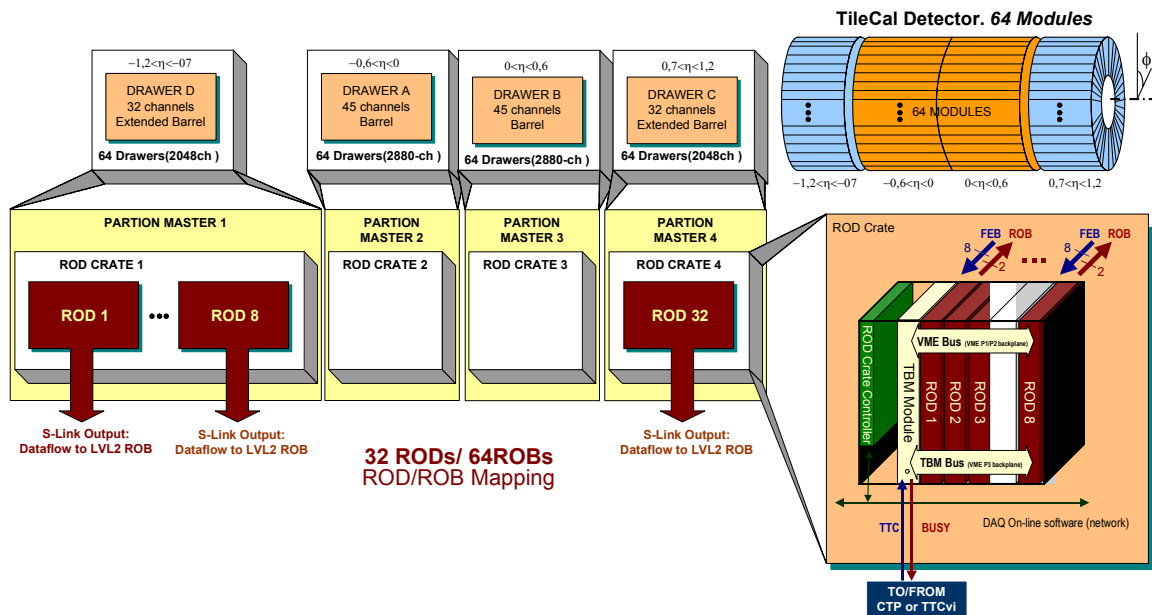 TileCal Detector. 64 Modules
−1,2<η<−07
DRAWER D
32 channels
Extended Barrel
64 Drawers(2048ch )
−0,6<η<0
DRAWER A
45 channels
Barrel
64 Drawers(2880-ch )
0<η<0,6
DRAWER B
45 channels
Barrel
64 Drawers(2880-ch )
0,7<η<1,2
DRAWER C
32 channels
Extended Barrel
64 Drawers(2048ch )
ϕ
64 MODULES
−1,2<η<−07
−0,6<η<0
0<η<0,6
0,7<η<1,2
PARTION MASTER 1
ROD CRATE 1
ROD 1
ROD 8
PARTION
MASTER 2
ROD CRATE 2
PARTION
MASTER 3
ROD CRATE 3
PARTION
MASTER 4
ROD CRATE 4
ROD 32
S-Link Output:
Dataflow to LVL2 ROB
S-Link Output:
Dataflow to LVL2 ROB
S-Link Output:
Dataflow to LVL2 ROB
32 RODs/ 64ROBs
ROD/ROB Mapping
ROD Crate
FEB ROB
8
2
FEB ROB
8
2
ROD Crate Controller
TBM Module
VME Bus (VME P1/P2 backplane)
ROD 1
ROD 2
ROD 3
ROD 8
TBM Bus (VME P3 backplane)
DAQ On-line software (network)
TTC
BUSY
TO/FROM
CTP or TTCvi